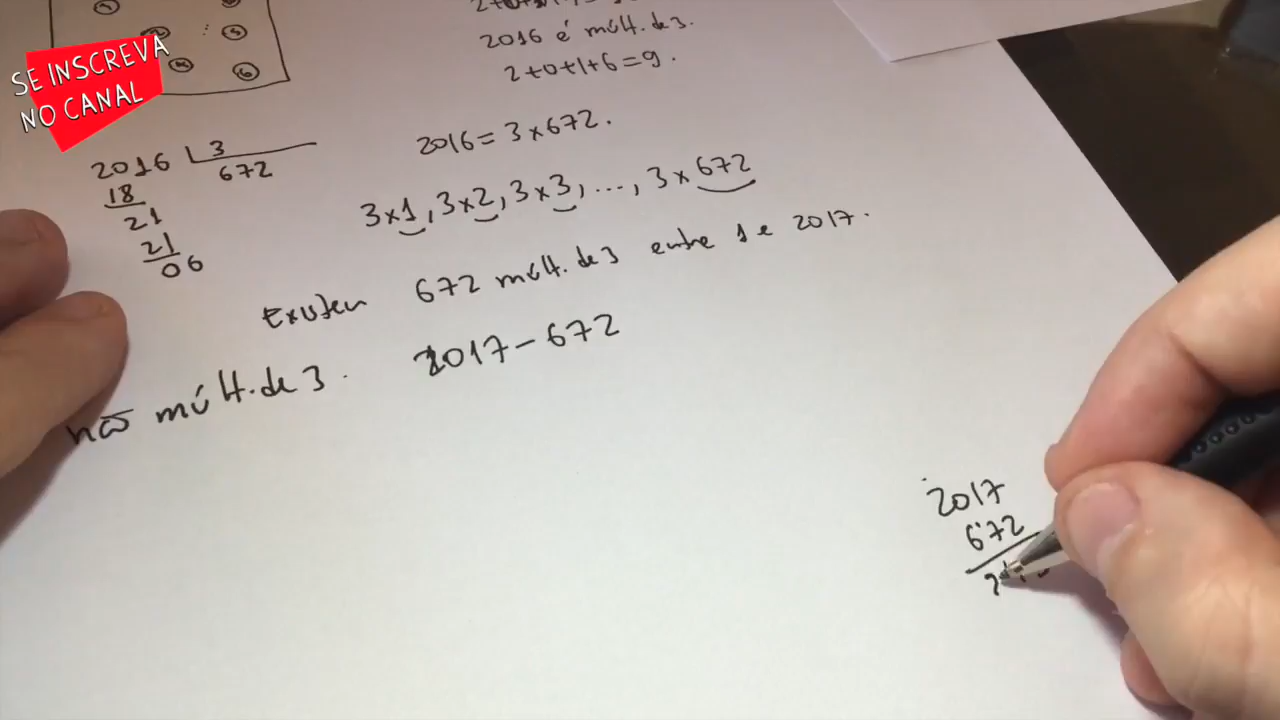 SE INSCREVA
NO CANAL
2016 é múlt. de 3.
2+0+1+6=9.
2016 3
18 672
21
21
06
2016 = 3 x 672.
3x1, 3x2, 3x3, ..., 3 x 672
Existem 672 múlt. de 3 entre 1 e 2017.
não múlt. de 3. 2017 - 672
2017
672